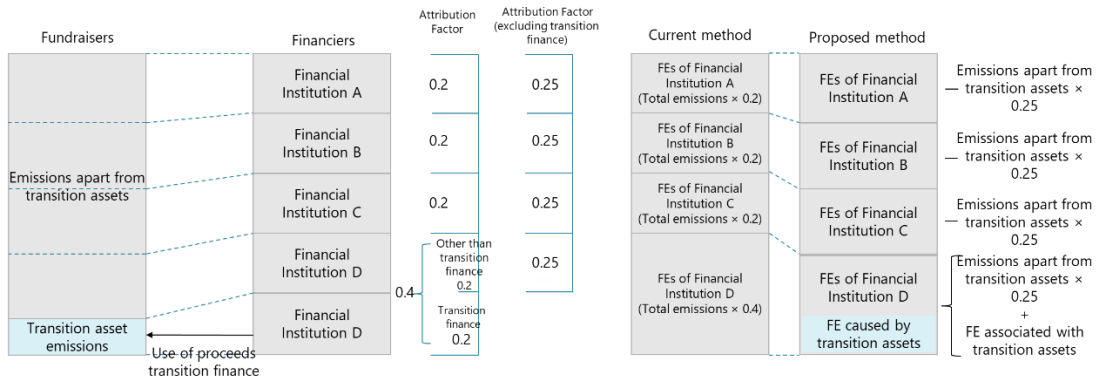 Fundraisers
Emissions apart from
transition assets
Transition asset
emissions
Financiers
Financial
Institution A
Financial
Institution B
Financial
Institution C
Financial
Institution D
Financial
Institution D
Use of proceeds
transition finance
Attribution
Factor
0.2
0.2
0.2
0.4
Other than
transition
finance
0.2
Transition
finance
0.2
Attribution Factor
(excluding transition
finance)
0.25
0.25
0.25
0.25
Current method
FEs of Financial
Institution A
(Total emissions × 0.2)
FEs of Financial
Institution B
(Total emissions × 0.2)
FEs of Financial
Institution C
(Total emissions × 0.2)
FEs of Financial
Institution D
(Total emissions × 0.4)
Proposed method
FEs of Financial
Institution A
FEs of Financial
Institution B
FEs of Financial
Institution C
FEs of Financial
Institution D
FE caused by
transition assets
Emissions apart from
transition assets ×
0.25
Emissions apart from
transition assets ×
0.25
Emissions apart from
transition assets ×
0.25
Emissions apart from
transition assets ×
0.25
+
FE associated with
transition assets